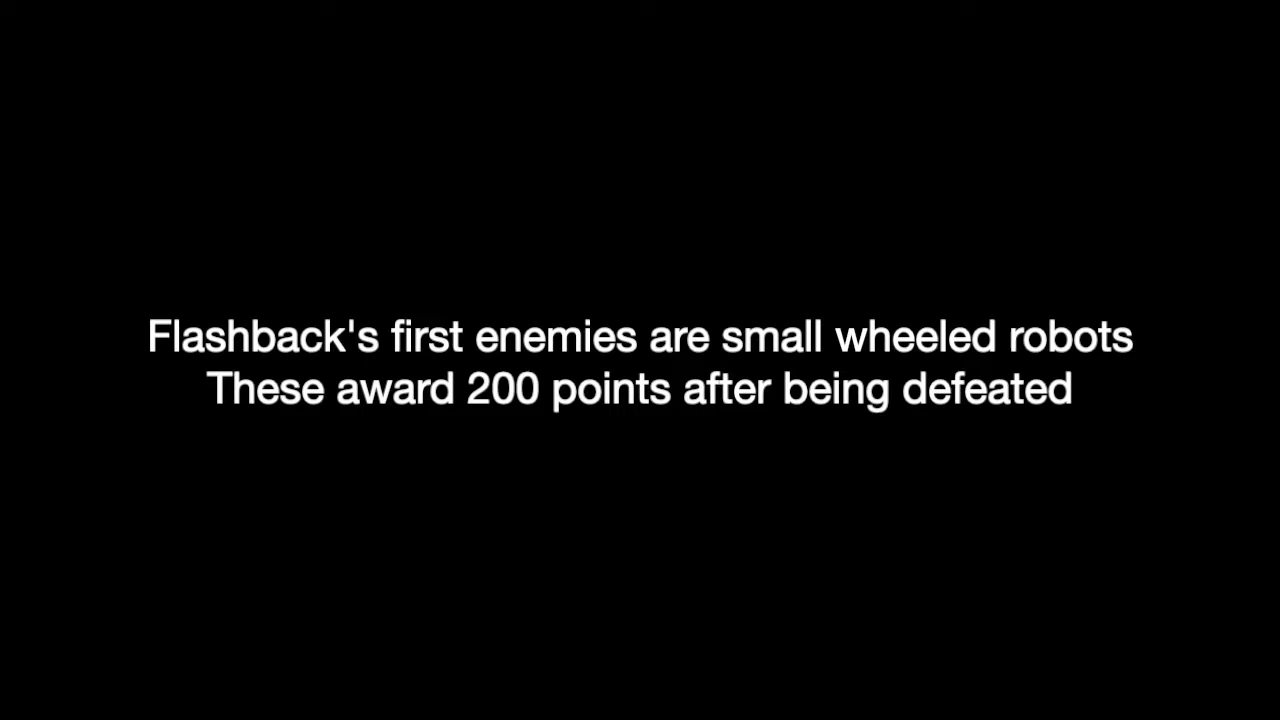 Flashback's first enemies are small wheeled robots
These award 200 points after being defeated